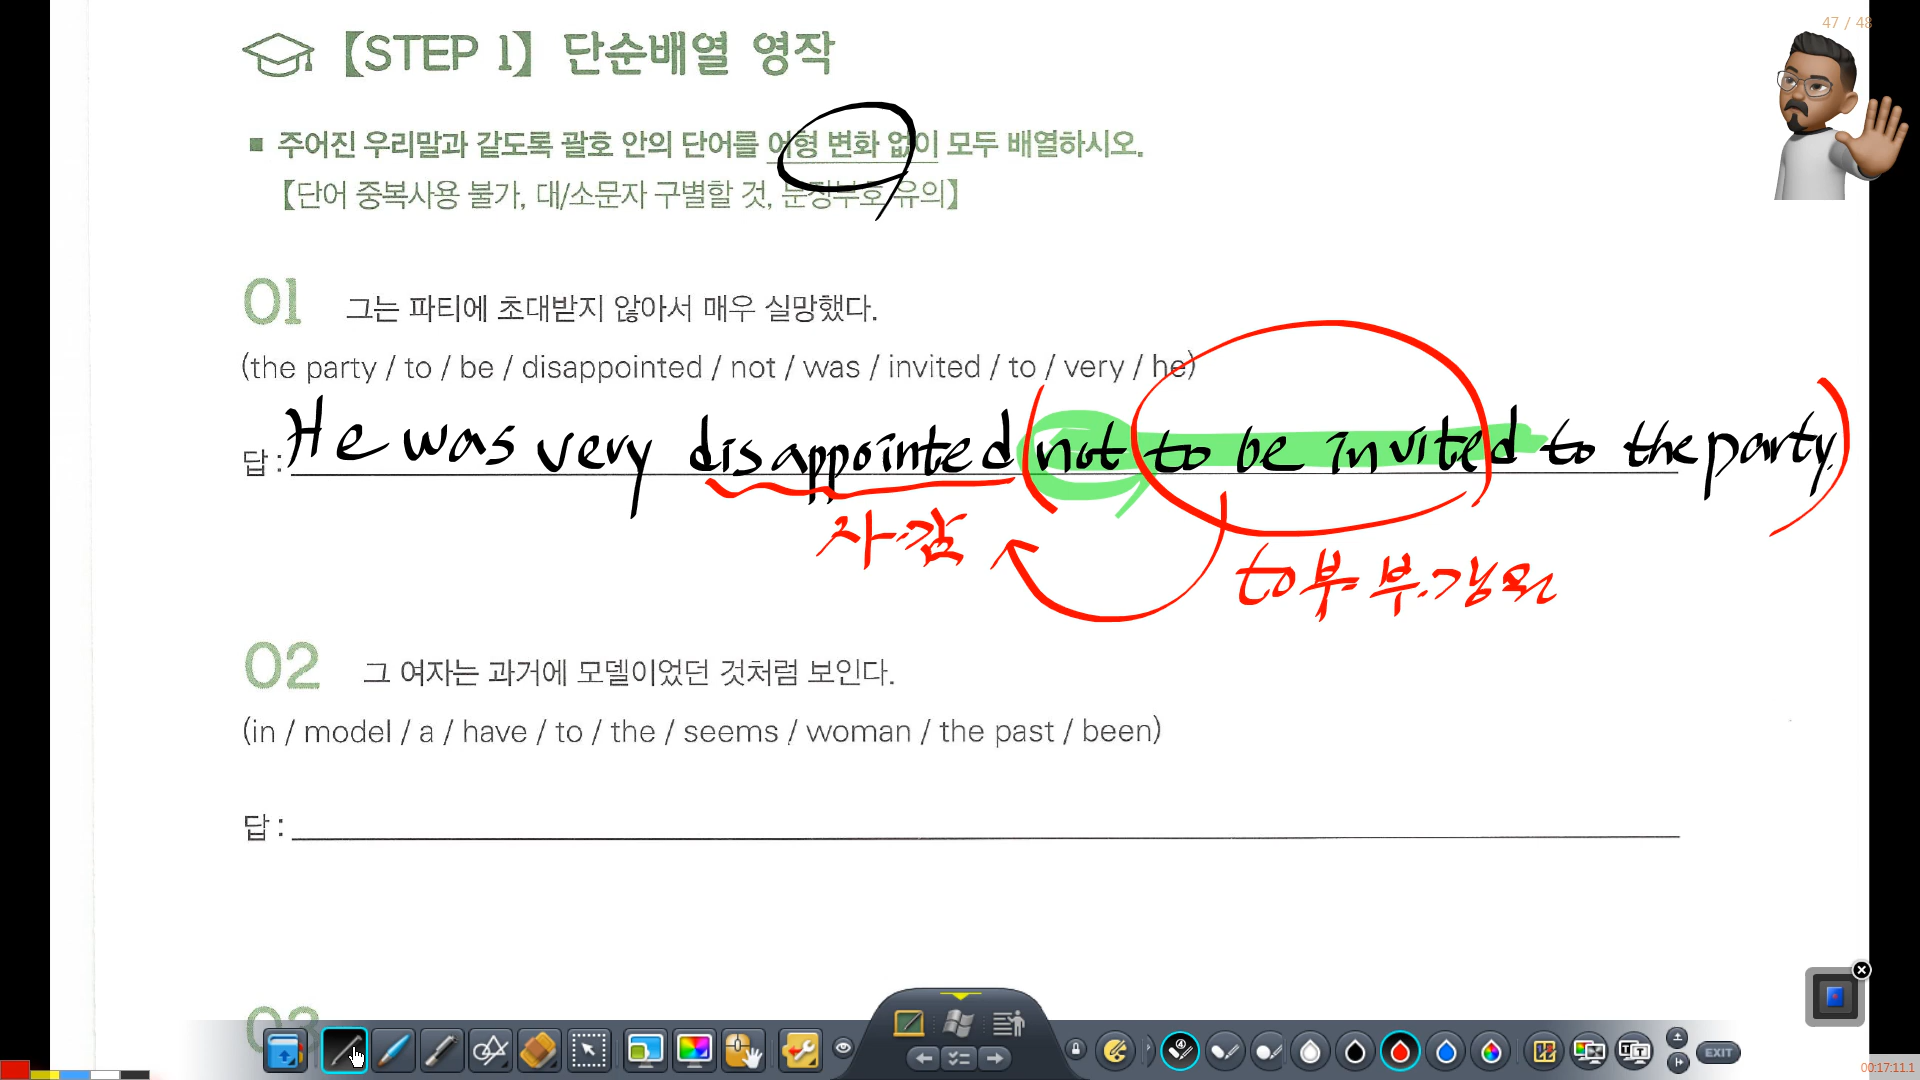 47 / 48
【STEP 1】 단순배열 영작
■ 주어진 우리말과 같도록 괄호 안의 단어를 어형 변화 없이 모두 배열하시오.
【단어 중복사용 불가, 대/소문자 구별할 것, 문장부호 유의】
01 그는 파티에 초대받지 않아서 매우 실망했다.
(the party / to / be / disappointed / not / was / invited / to / very / he)
답 : He was very disappointed (not to be invited to the party.)
자·감
to부 부.감.원
02 그 여자는 과거에 모델이었던 것처럼 보인다.
(in / model / a / have / to / the / seems / woman / the past / been)
답 :
03
EXIT
00:17:11.1